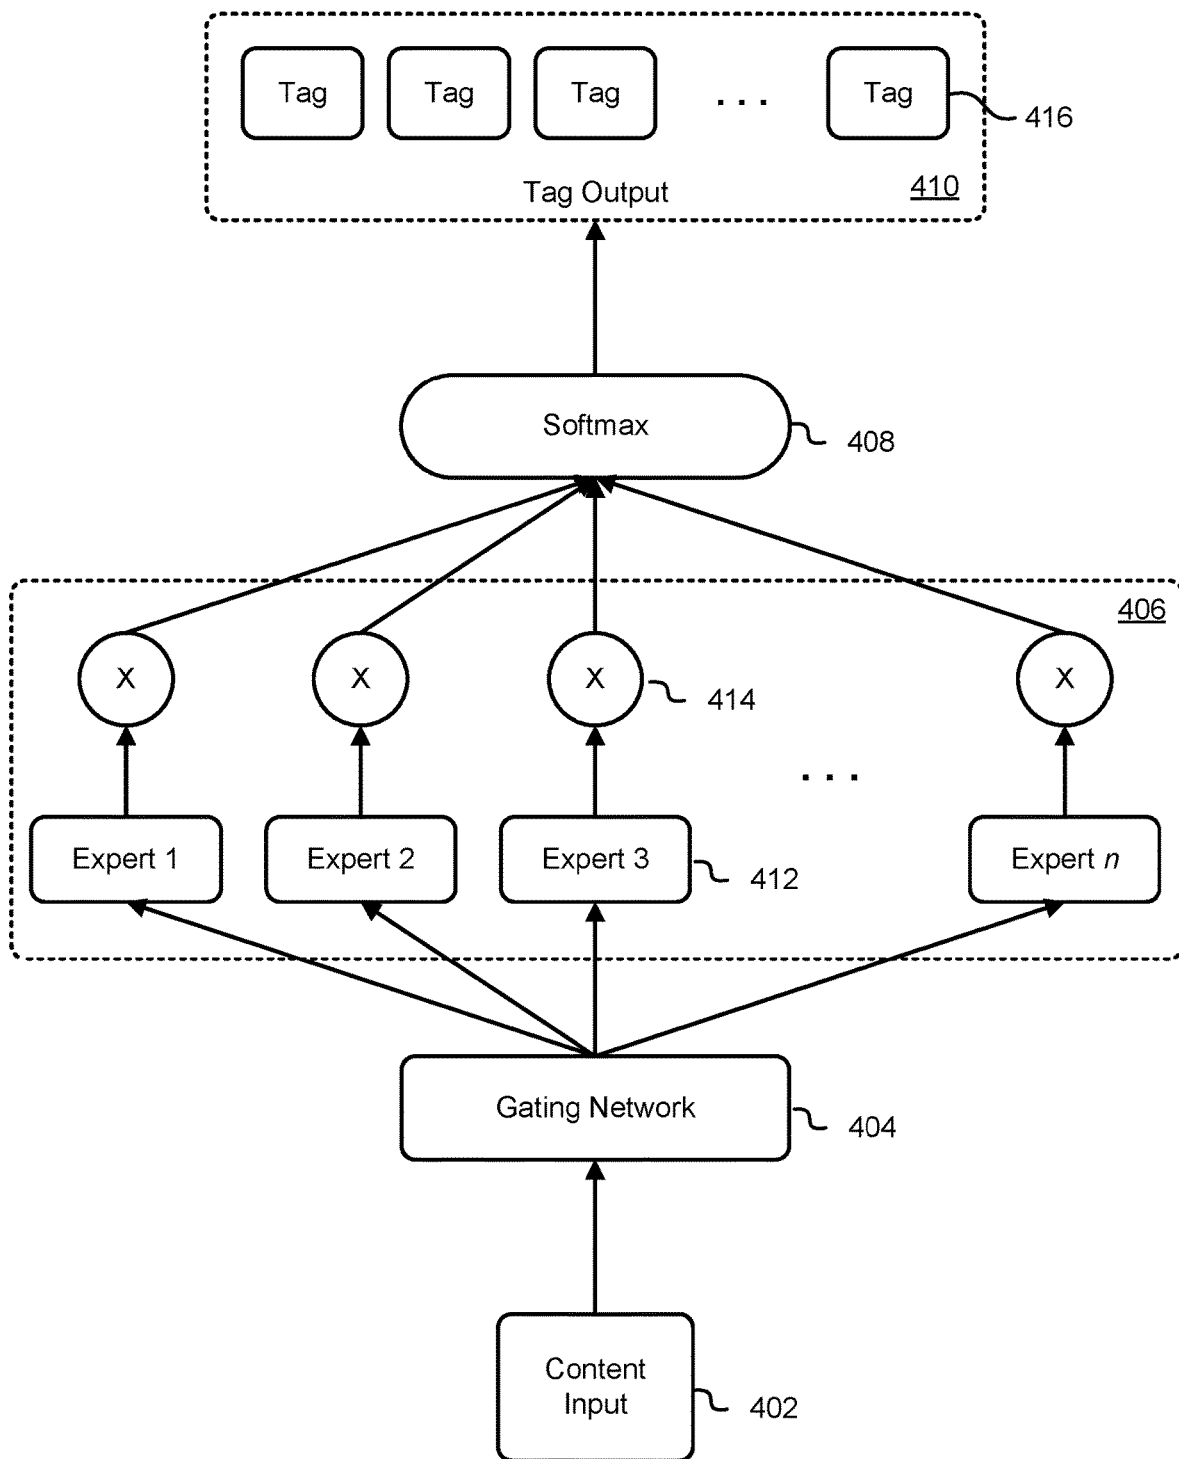 Tag Tag Tag . . . Tag
416
Tag Output
410
Softmax
408
406
X X X X
414
. . .
Expert 1 Expert 2 Expert 3 Expert n
412
Gating Network
404
Content
Input
402